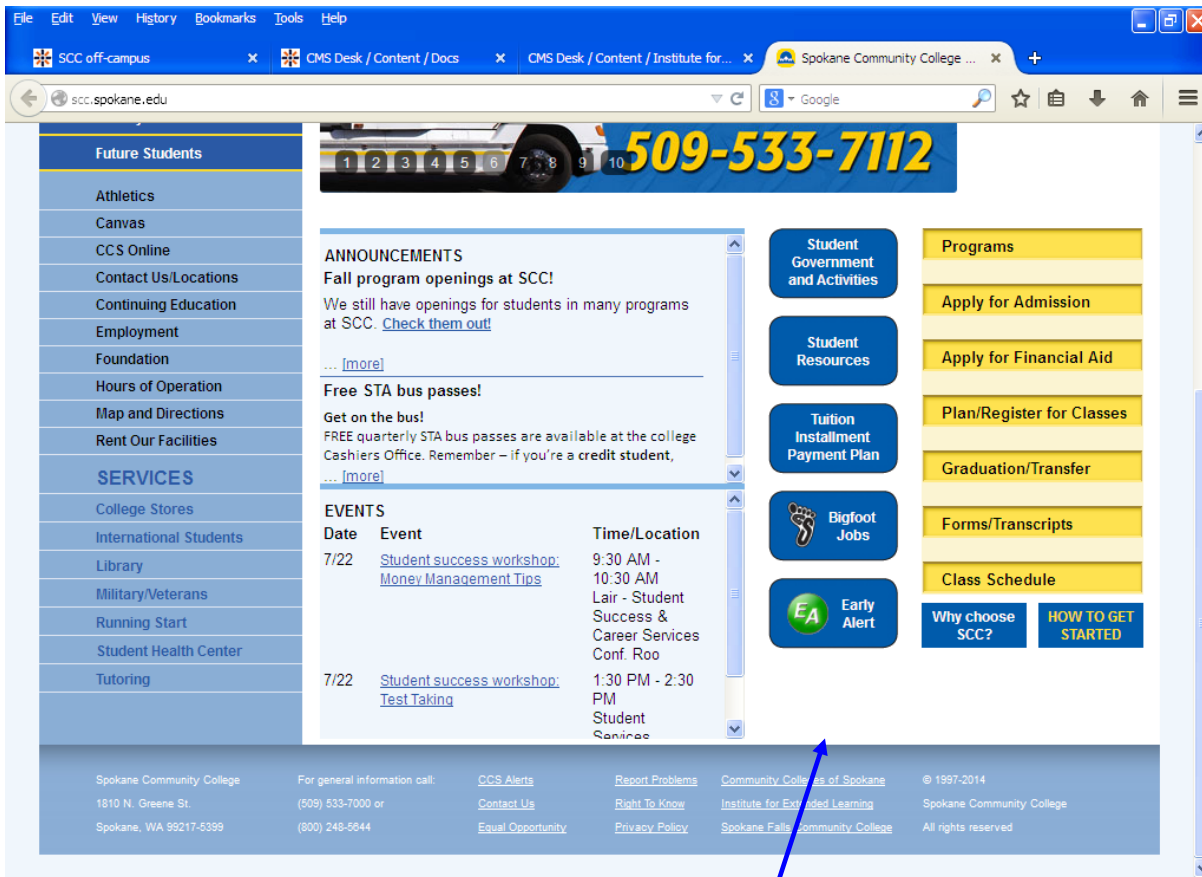 File Edit View History Bookmarks Tools Help
SCC off-campus
CMS Desk / Content / Docs
CMS Desk / Content / Institute for...
Spokane Community College ...
scc.spokane.edu
Google
Future Students
Athletics
Canvas
CCS Online
Contact Us/Locations
Continuing Education
Employment
Foundation
Hours of Operation
Map and Directions
Rent Our Facilities
SERVICES
College Stores
International Students
Library
Military/Veterans
Running Start
Student Health Center
Tutoring
1 2 3 4 5 6 7 8 9 10
509-533-7112
ANNOUNCEMENTS
Fall program openings at SCC!
We still have openings for students in many programs
at SCC. Check them out!
... [more]
Free STA bus passes!
Get on the bus!
FREE quarterly STA bus passes are available at the college
Cashiers Office. Remember – if you're a credit student,
... [more]
EVENTS
Date Event Time/Location
7/22 Student success workshop: 9:30 AM -
Money Management Tips 10:30 AM
Lair - Student
Success &
Career Services
Conf. Roo
7/22 Student success workshop: 1:30 PM - 2:30
Test Taking PM
Student
Services
Student
Government
and Activities
Student
Resources
Tuition
Installment
Payment Plan
Bigfoot
Jobs
EA
Early
Alert
Programs
Apply for Admission
Apply for Financial Aid
Plan/Register for Classes
Graduation/Transfer
Forms/Transcripts
Class Schedule
Why choose
SCC?
HOW TO GET
STARTED
Spokane Community College
1810 N. Greene St.
Spokane, WA 99217-5399
For general information call:
(509) 533-7000 or
(800) 248-5644
CCS Alerts
Contact Us
Equal Opportunity
Report Problems
Right To Know
Privacy Policy
Community Colleges of Spokane
Institute for Extended Learning
Spokane Falls Community College
© 1997-2014
Spokane Community College
All rights reserved